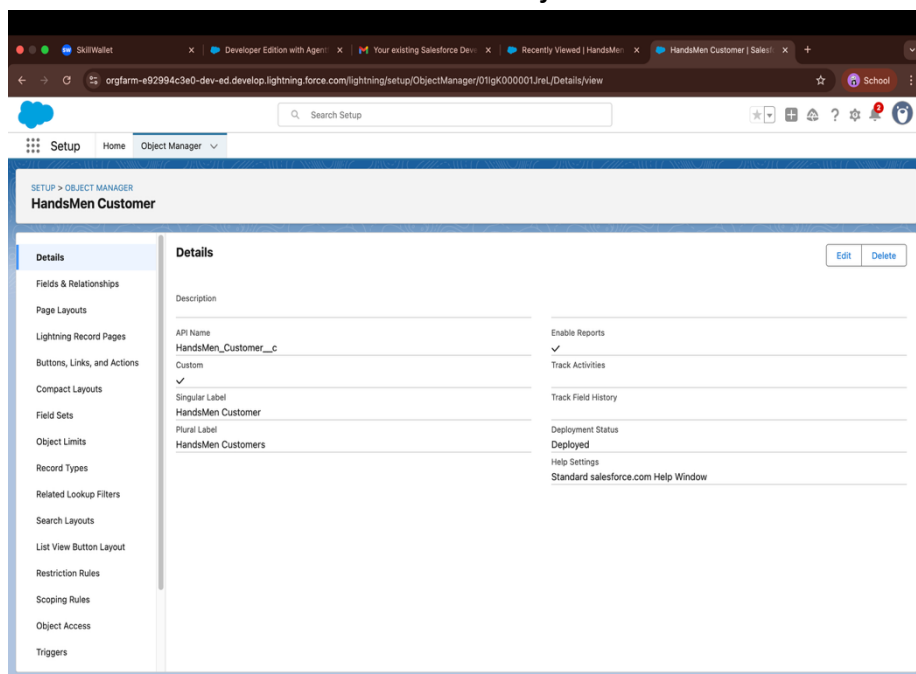 SkillWallet
Developer Edition with Agent
Your existing Salesforce Deve
Recently Viewed | HandsMen
HandsMen Customer | Salesf
orgfarm-e92994c3e0-dev-ed.develop.lightning.force.com/lightning/setup/ObjectManager/01IgK000001JreL/Details/view
School
Search Setup
2
Setup Home Object Manager
SETUP > OBJECT MANAGER
HandsMen Customer
Details
Fields & Relationships
Page Layouts
Lightning Record Pages
Buttons, Links, and Actions
Compact Layouts
Field Sets
Object Limits
Record Types
Related Lookup Filters
Search Layouts
List View Button Layout
Restriction Rules
Scoping Rules
Object Access
Triggers
Details
Edit Delete
Description
API Name
HandsMen_Customer__c
Custom
Singular Label
HandsMen Customer
Plural Label
HandsMen Customers
Enable Reports
Track Activities
Track Field History
Deployment Status
Deployed
Help Settings
Standard salesforce.com Help Window